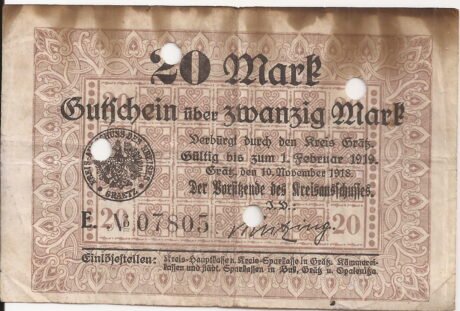 20 Mark
Gutschein über zwanzig Mark
Verbürgt durch den Kreis Grätz.
Gültig bis zum 1. Februar 1919.
Grätz, den 10. November 1918.
Der Vorsitzende des Kreisausschusses.
I.V.:
E. № 07805
20 20
Einlösestellen: Kreis-Hauptkasse u. Kreis-Sparkasse in Grätz, Kämmerei-
kassen und städt. Sparkassen in Buk, Grätz u. Opalenitza.